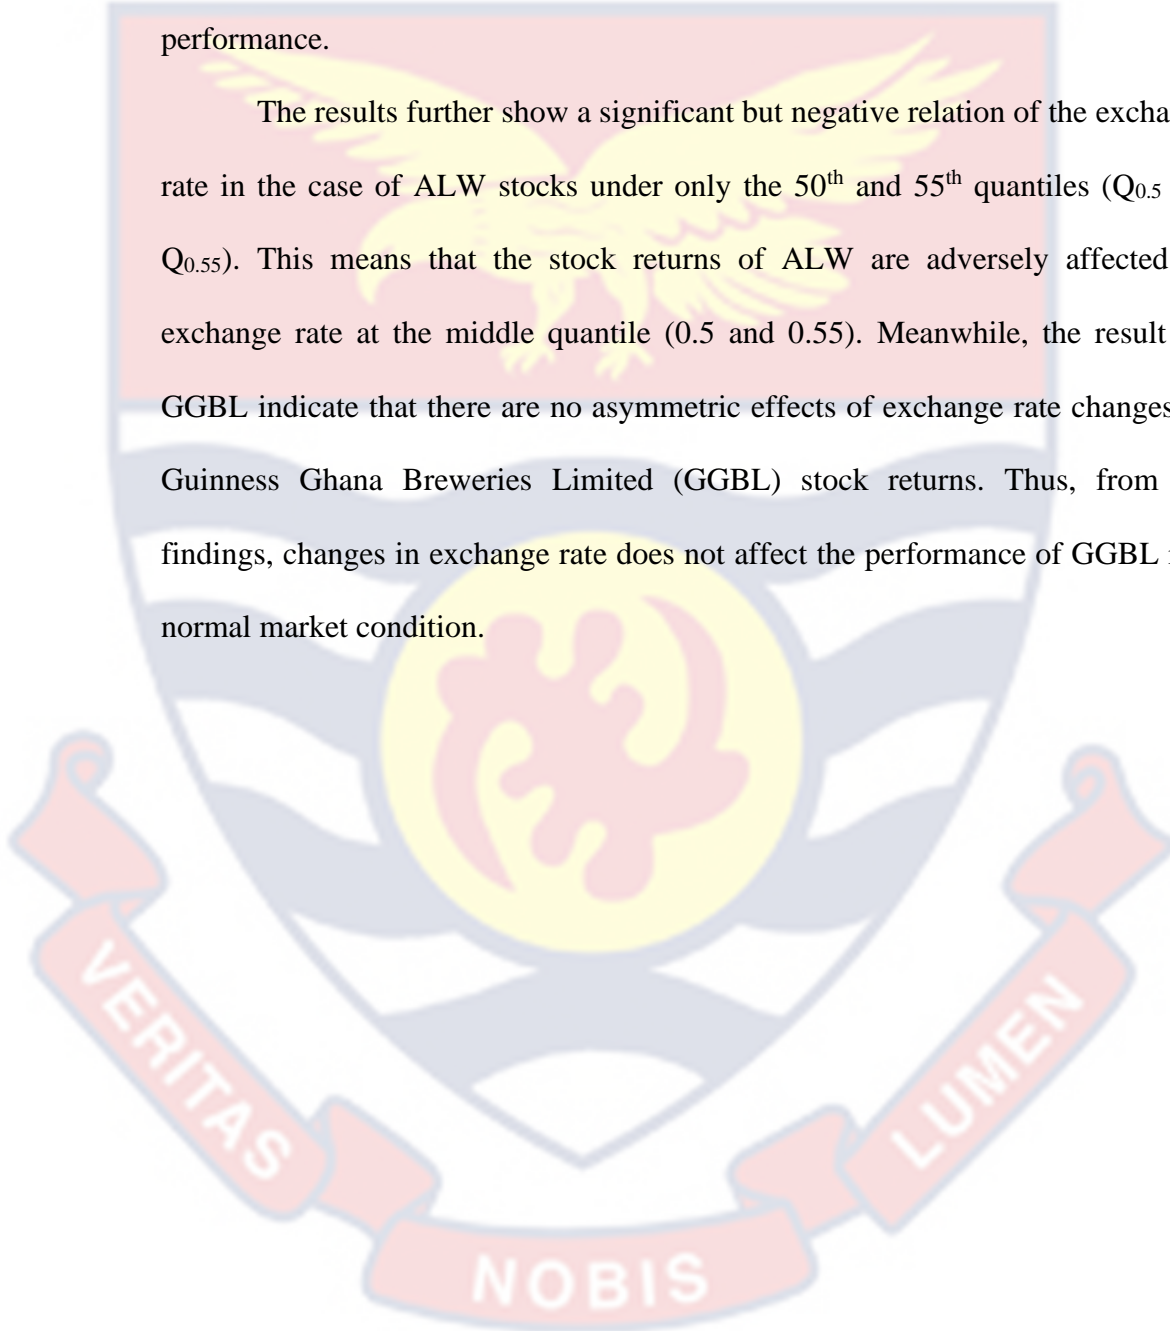 performance.
The results further show a significant but negative relation of the excha
rate in the case of ALW stocks under only the 50th and 55th quantiles (Q0.5
Q0.55). This means that the stock returns of ALW are adversely affected
exchange rate at the middle quantile (0.5 and 0.55). Meanwhile, the result
GGBL indicate that there are no asymmetric effects of exchange rate changes
Guinness Ghana Breweries Limited (GGBL) stock returns. Thus, from
findings, changes in exchange rate does not affect the performance of GGBL
normal market condition.
VERITAS
NOBIS
LUMEN